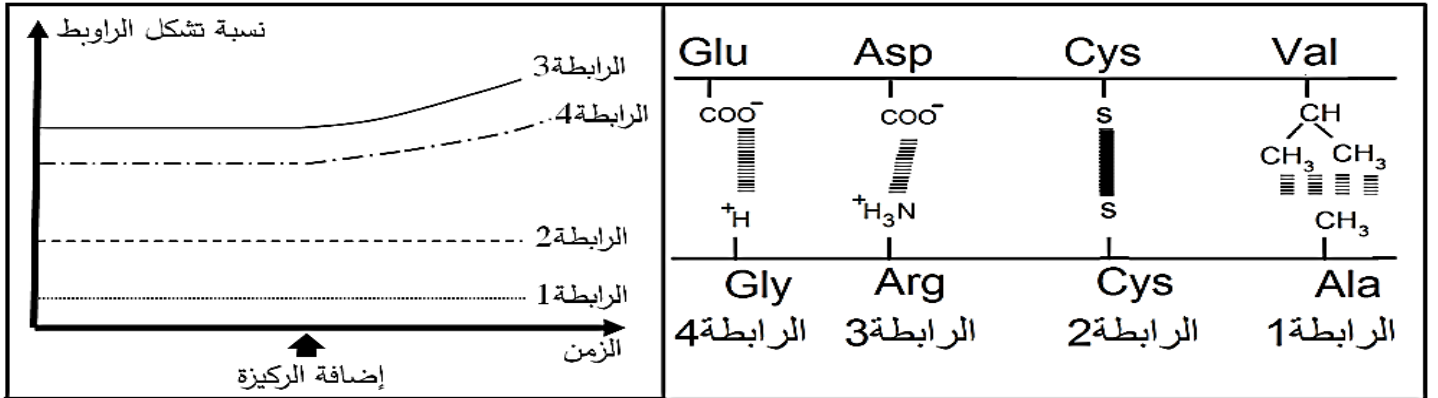 نسبة تشكل الراوبط
الرابطة3
الرابطة4
الرابطة2
الرابطة1
الزمن
إضافة الركيزة
Glu Asp Cys Val
COO⁻ COO⁻ S CH
CH₃ CH₃
⁺H ⁺H₃N S CH₃
Gly Arg Cys Ala
الرابطة4 الرابطة3 الرابطة2 الرابطة1